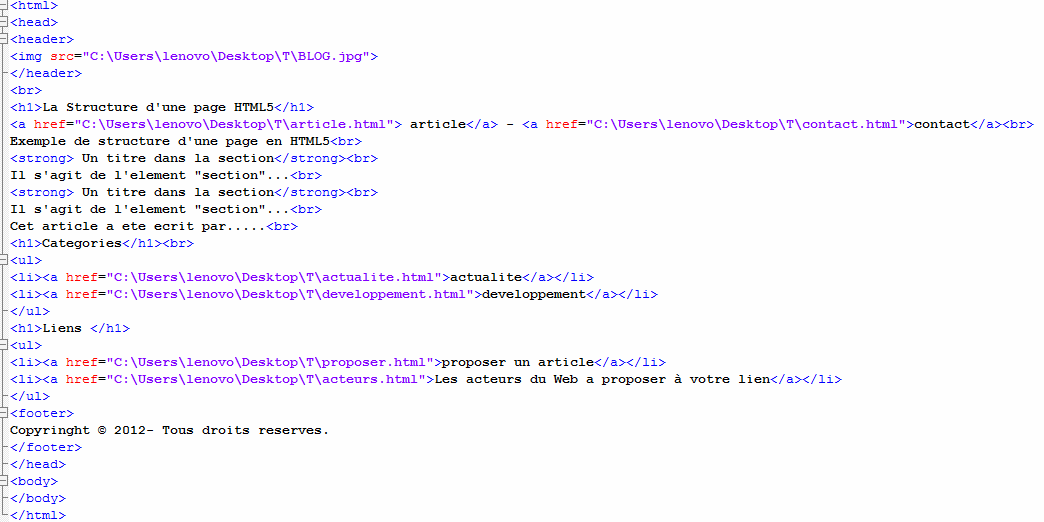 <html>
<head>
<header>
<img src="C:\Users\lenovo\Desktop\T\BLOG.jpg">
</header>
<br>
<h1>La Structure d'une page HTML5</h1>
<a href="C:\Users\lenovo\Desktop\T\article.html"> article</a> - <a href="C:\Users\lenovo\Desktop\T\contact.html">contact</a><br>
Exemple de structure d'une page en HTML5<br>
<strong> Un titre dans la section</strong><br>
Il s'agit de l'element "section"...<br>
<strong> Un titre dans la section</strong><br>
Il s'agit de l'element "section"...<br>
Cet article a ete ecrit par.....<br>
<h1>Categories</h1><br>
<ul>
<li><a href="C:\Users\lenovo\Desktop\T\actualite.html">actualite</a></li>
<li><a href="C:\Users\lenovo\Desktop\T\developpement.html">developpement</a></li>
</ul>
<h1>Liens </h1>
<ul>
<li><a href="C:\Users\lenovo\Desktop\T\proposer.html">proposer un article</a></li>
<li><a href="C:\Users\lenovo\Desktop\T\acteurs.html">Les acteurs du Web a proposer à votre lien</a></li>
</ul>
<footer>
Copyringht © 2012- Tous droits reserves.
</footer>
</head>
<body>
</body>
</html>